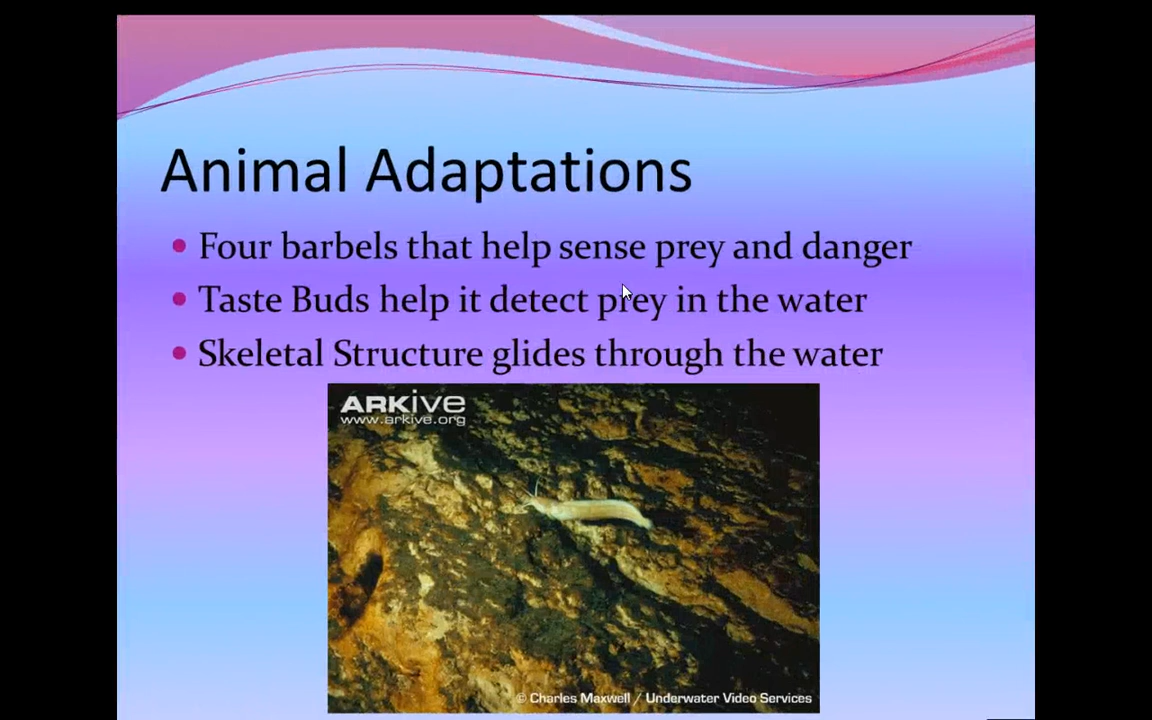 Animal Adaptations
Four barbels that help sense prey and danger
Taste Buds help it detect prey in the water
Skeletal Structure glides through the water
ARKive
www.arkive.org
© Charles Maxwell / Underwater Video Services